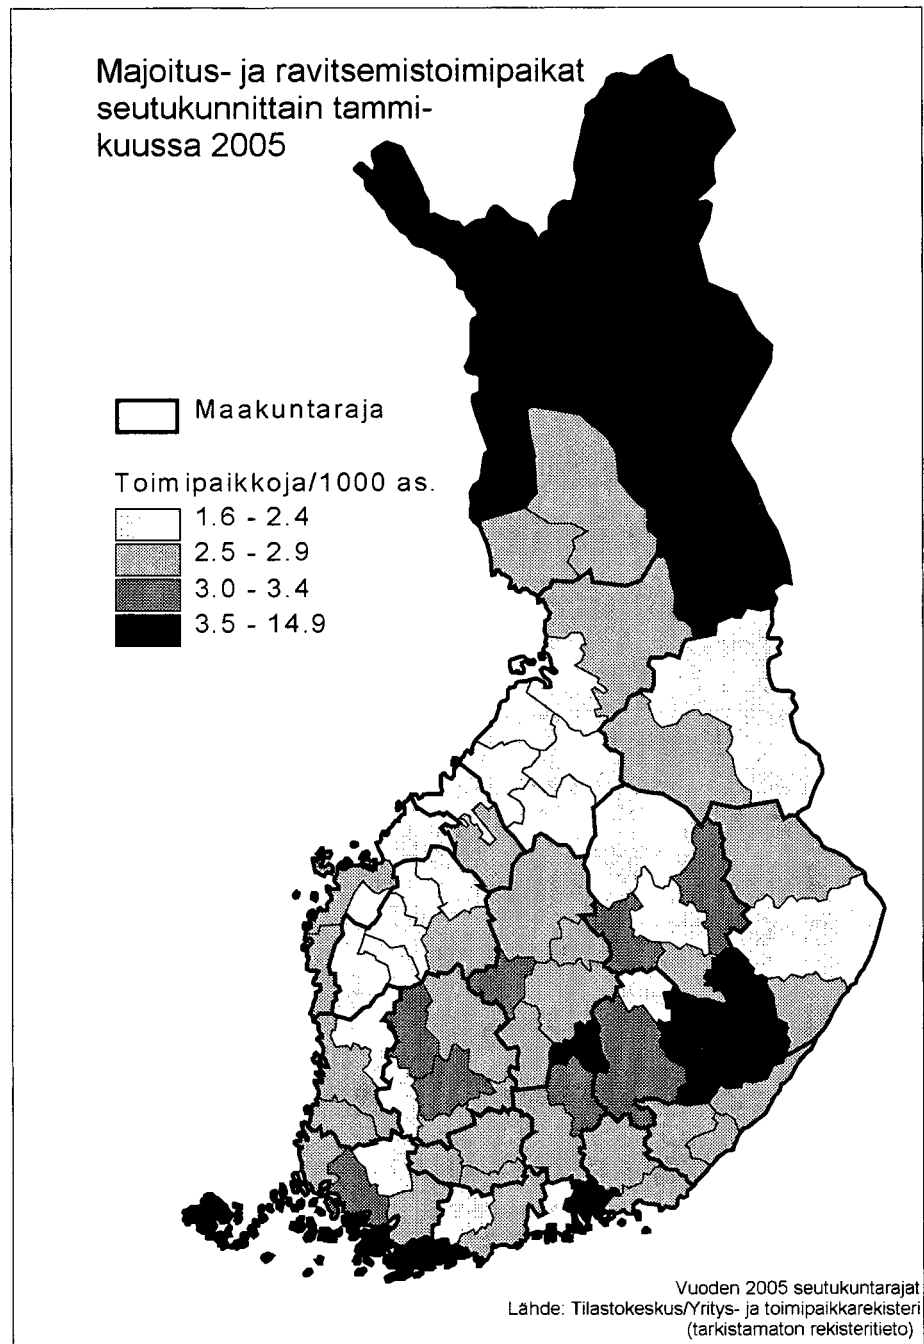 Majoitus- ja ravitsemistoimipaikat
seutukunnittain tammi-
kuussa 2005
Maakuntaraja
Toimipaikkoja/1000 as.
1.6 - 2.4
2.5 - 2.9
3.0 - 3.4
3.5 - 14.9
Vuoden 2005 seutukuntarajat
Lähde: Tilastokeskus/Yritys- ja toimipaikkarekisteri
(tarkistamaton rekisteritieto)